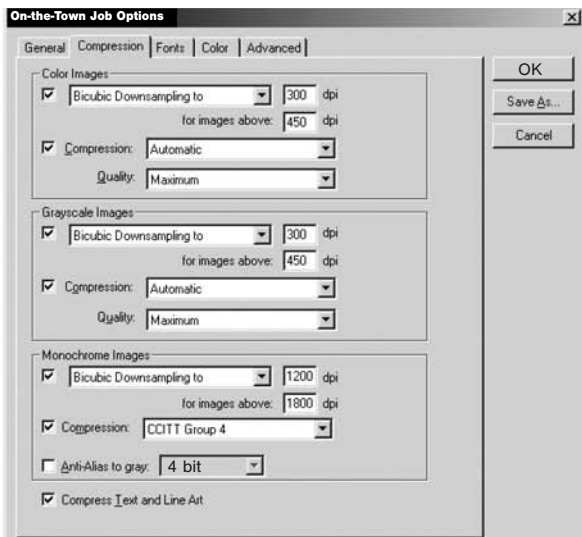 On-the-Town Job Options
General Compression Fonts Color Advanced
OK
Save As...
Cancel
Color Images
Bicubic Downsampling to 300 dpi
for images above: 450 dpi
Compression: Automatic
Quality: Maximum
Grayscale Images
Bicubic Downsampling to 300 dpi
for images above: 450 dpi
Compression: Automatic
Quality: Maximum
Monochrome Images
Bicubic Downsampling to 1200 dpi
for images above: 1800 dpi
Compression: CCITT Group 4
Anti-Alias to gray: 4 bit
Compress Text and Line Art